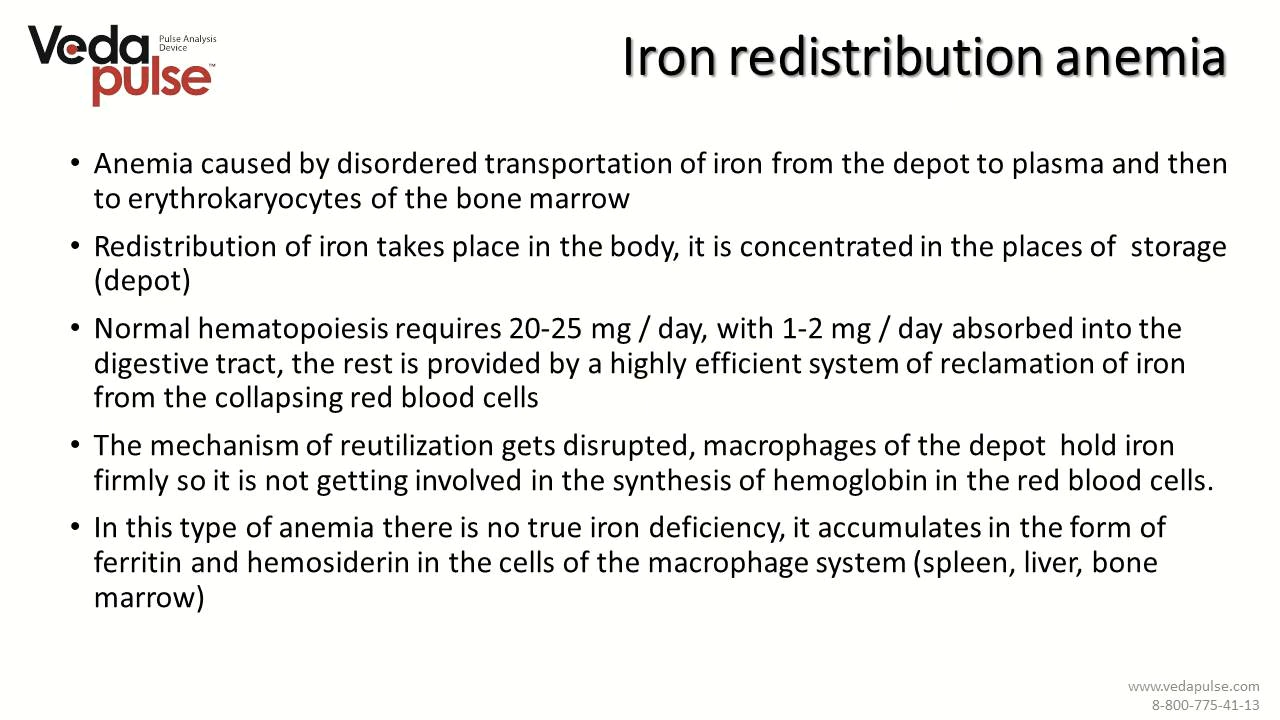 Veda
pulse™
Pulse Analysis
Device
Iron redistribution anemia
• Anemia caused by disordered transportation of iron from the depot to plasma and then
to erythrokaryocytes of the bone marrow
• Redistribution of iron takes place in the body, it is concentrated in the places of  storage
(depot)
• Normal hematopoiesis requires 20-25 mg / day, with 1-2 mg / day absorbed into the
digestive tract, the rest is provided by a highly efficient system of reclamation of iron
from the collapsing red blood cells
• The mechanism of reutilization gets disrupted, macrophages of the depot  hold iron
firmly so it is not getting involved in the synthesis of hemoglobin in the red blood cells.
• In this type of anemia there is no true iron deficiency, it accumulates in the form of
ferritin and hemosiderin in the cells of the macrophage system (spleen, liver, bone
marrow)
www.vedapulse.com
8-800-775-41-13